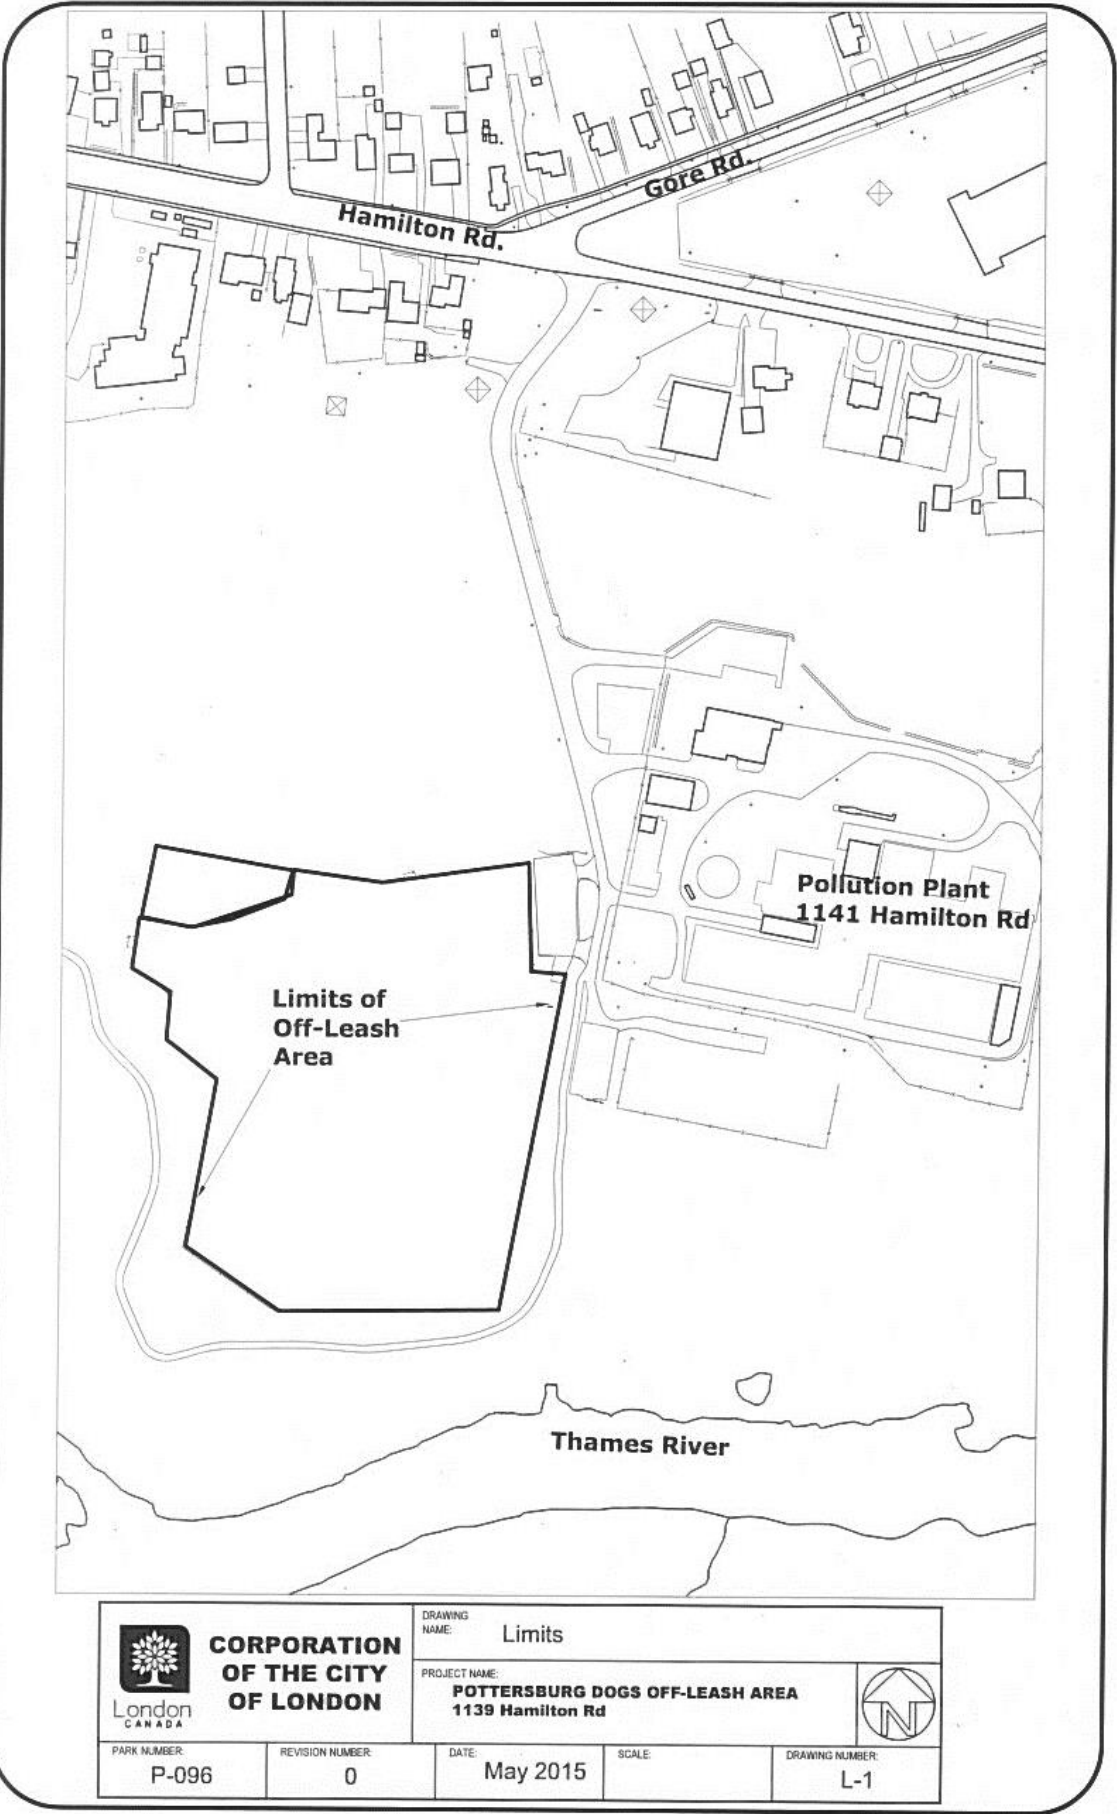 Gore Rd.
Hamilton Rd.
Pollution Plant
1141 Hamilton Rd
Limits of
Off-Leash
Area
Thames River
London
CANADA
CORPORATION
OF THE CITY
OF LONDON
DRAWING
NAME:
Limits
PROJECT NAME:
POTTERSBURG DOGS OFF-LEASH AREA
1139 Hamilton Rd
N
PARK NUMBER:
P-096
REVISION NUMBER:
0
DATE:
May 2015
SCALE:
DRAWING NUMBER:
L-1